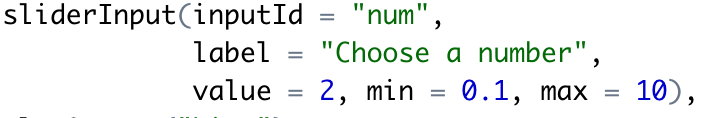 sliderInput(inputId = "num",
label = "Choose a number",
value = 2, min = 0.1, max = 10),